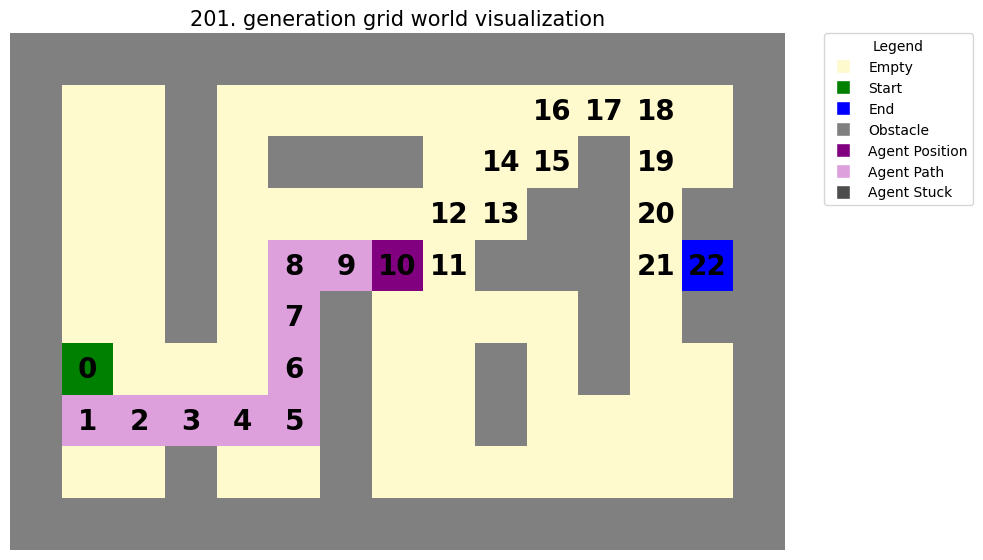 201. generation grid world visualization
Legend
Empty
Start
End
Obstacle
Agent Position
Agent Path
Agent Stuck
16 17 18
14 15 19
12 13 20
8 9 10 11 21 22
7
0 6
1 2 3 4 5